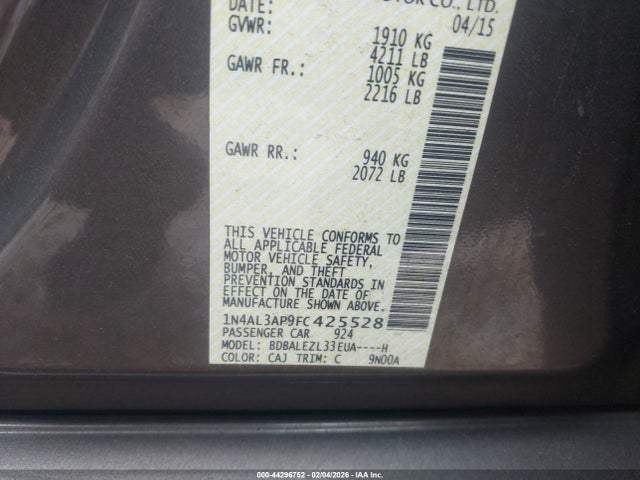 MOTOR CO., LTD.
DATE: 04/15
GVWR: 1910 KG
4211 LB
GAWR FR.: 1005 KG
2216 LB
GAWR RR.: 940 KG
2072 LB
THIS VEHICLE CONFORMS TO
ALL APPLICABLE FEDERAL
MOTOR VEHICLE SAFETY,
BUMPER, AND THEFT
PREVENTION STANDARDS IN
EFFECT ON THE DATE OF
MANUFACTURE SHOWN ABOVE.
1N4AL3AP9FC425528
PASSENGER CAR 924
MODEL: BDBALEZL33EUA----H
COLOR: CAJ TRIM: C 9N00A
000-44296752 - 02/04/2026 - IAA Inc.